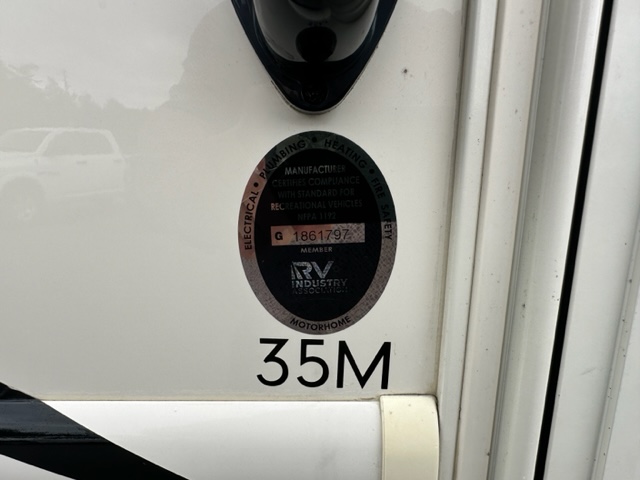 ELECTRICAL • PLUMBING • HEATING • FIRE SAFETY
MANUFACTURER
CERTIFIES COMPLIANCE
WITH STANDARD FOR
RECREATIONAL VEHICLES
NFPA 1192
G 1861797
MEMBER
RV
INDUSTRY
ASSOCIATION
MOTORHOME
35M